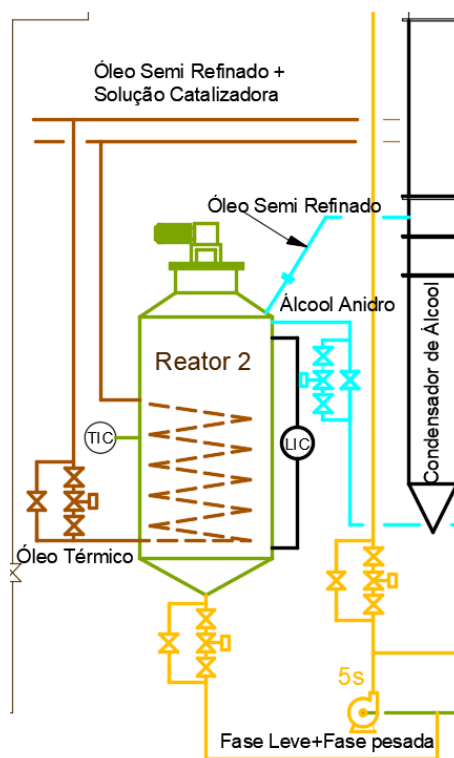 Óleo Semi Refinado +
Solução Catalizadora
Óleo Semi Refinado
Álcool Anidro
Reator 2
Condensador de Álcool
TIC
LIC
Óleo Térmico
5s
Fase Leve+Fase pesada